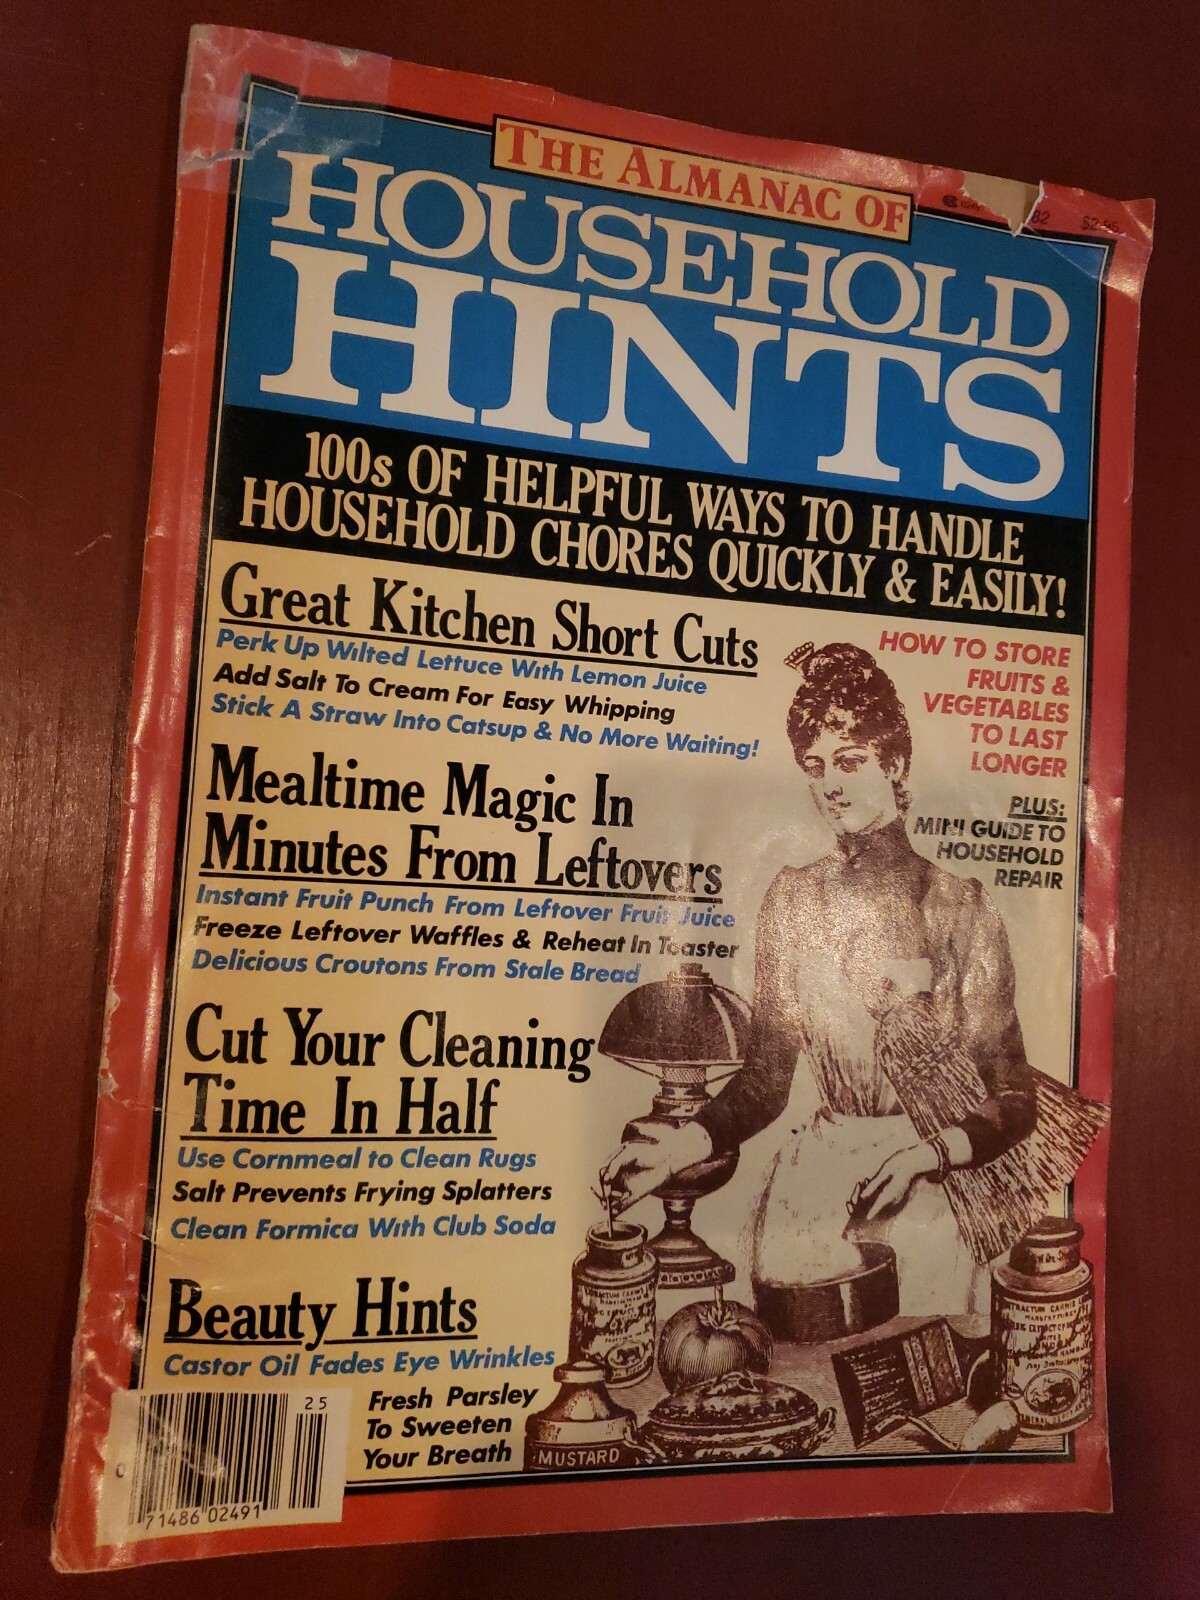 THE ALMANAC OF
82 $2.95
HOUSEHOLD
HINTS
100s OF HELPFUL WAYS TO HANDLE
HOUSEHOLD CHORES QUICKLY & EASILY!
Great Kitchen Short Cuts
Perk Up Wilted Lettuce With Lemon Juice
Add Salt To Cream For Easy Whipping
Stick A Straw Into Catsup & No More Waiting!
HOW TO STORE
FRUITS &
VEGETABLES
TO LAST
LONGER
PLUS:
MINI GUIDE TO
HOUSEHOLD
REPAIR
Mealtime Magic In
Minutes From Leftovers
Instant Fruit Punch From Leftover Fruit Juice
Freeze Leftover Waffles & Reheat In Toaster
Delicious Croutons From Stale Bread
Cut Your Cleaning
Time In Half
Use Cornmeal to Clean Rugs
Salt Prevents Frying Splatters
Clean Formica With Club Soda
Beauty Hints
Castor Oil Fades Eye Wrinkles
Fresh Parsley
To Sweeten
Your Breath
MUSTARD
25
0 71486 02491